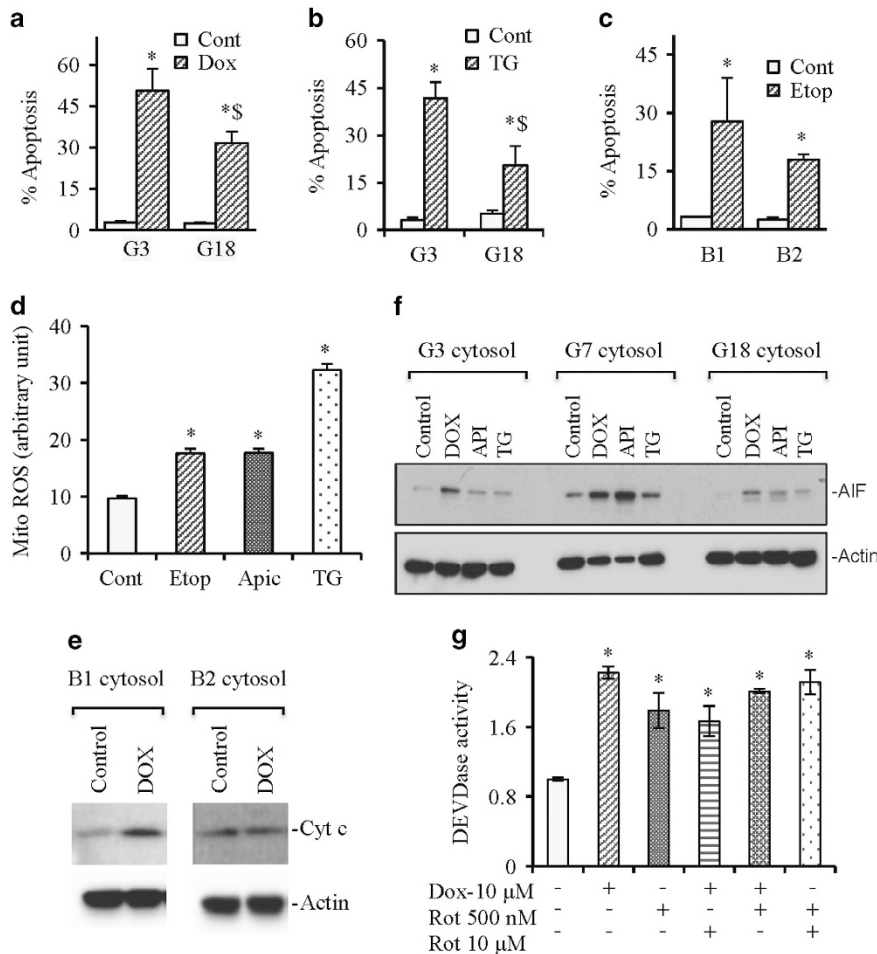 a
Cont
Dox
% Apoptosis
60
45
30
15
0
*
*$
G3 G18
b
Cont
TG
% Apoptosis
60
45
30
15
0
*
*$
G3 G18
c
Cont
Etop
% Apoptosis
45
30
15
0
*
*
B1 B2
d
Mito ROS (arbitrary unit)
40
30
20
10
0
*
*
*
Cont Etop Apic TG
f
G3 cytosol G7 cytosol G18 cytosol
Control DOX API TG Control DOX API TG Control DOX API TG
-AIF
-Actin
e
B1 cytosol B2 cytosol
Control DOX Control DOX
-Cyt c
-Actin
g
DEVDase activity
2.4
1.6
0.8
0
* * * * *
Dox-10 µM - + - + + -
Rot 500 nM - - + - + +
Rot 10 µM - - - + - +